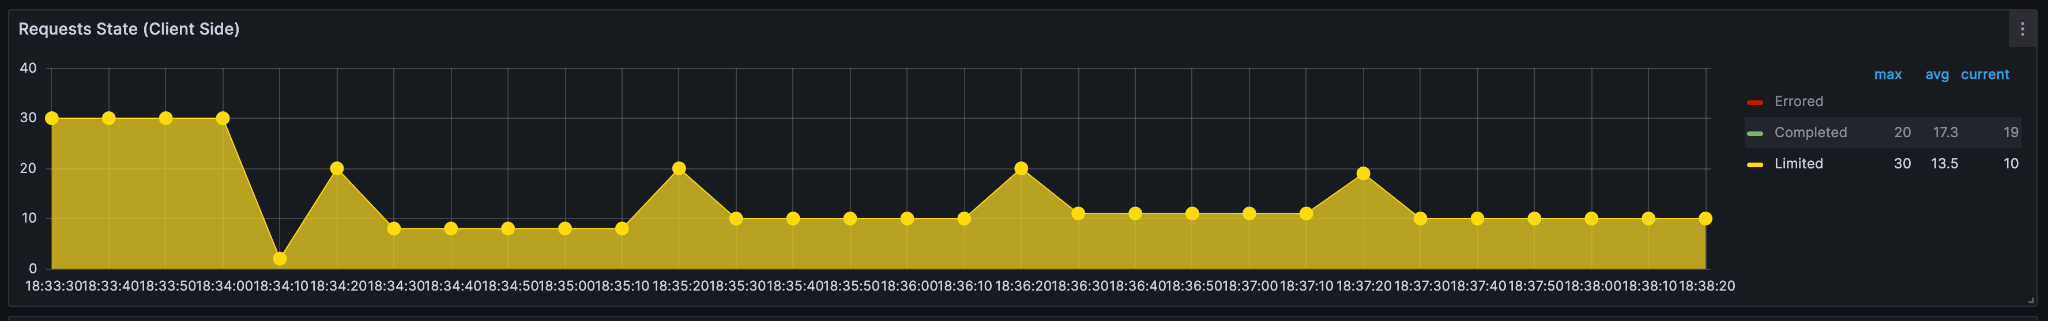 Requests State (Client Side)
max avg current
40
30
20
10
0
Errored
Completed 20 17.3 19
Limited 30 13.5 10
18:33:30 18:33:40 18:33:50 18:34:00 18:34:10 18:34:20 18:34:30 18:34:40 18:34:50 18:35:00 18:35:10 18:35:20 18:35:30 18:35:40 18:35:50 18:36:00 18:36:10 18:36:20 18:36:30 18:36:40 18:36:50 18:37:00 18:37:10 18:37:20 18:37:30 18:37:40 18:37:50 18:38:00 18:38:10 18:38:20